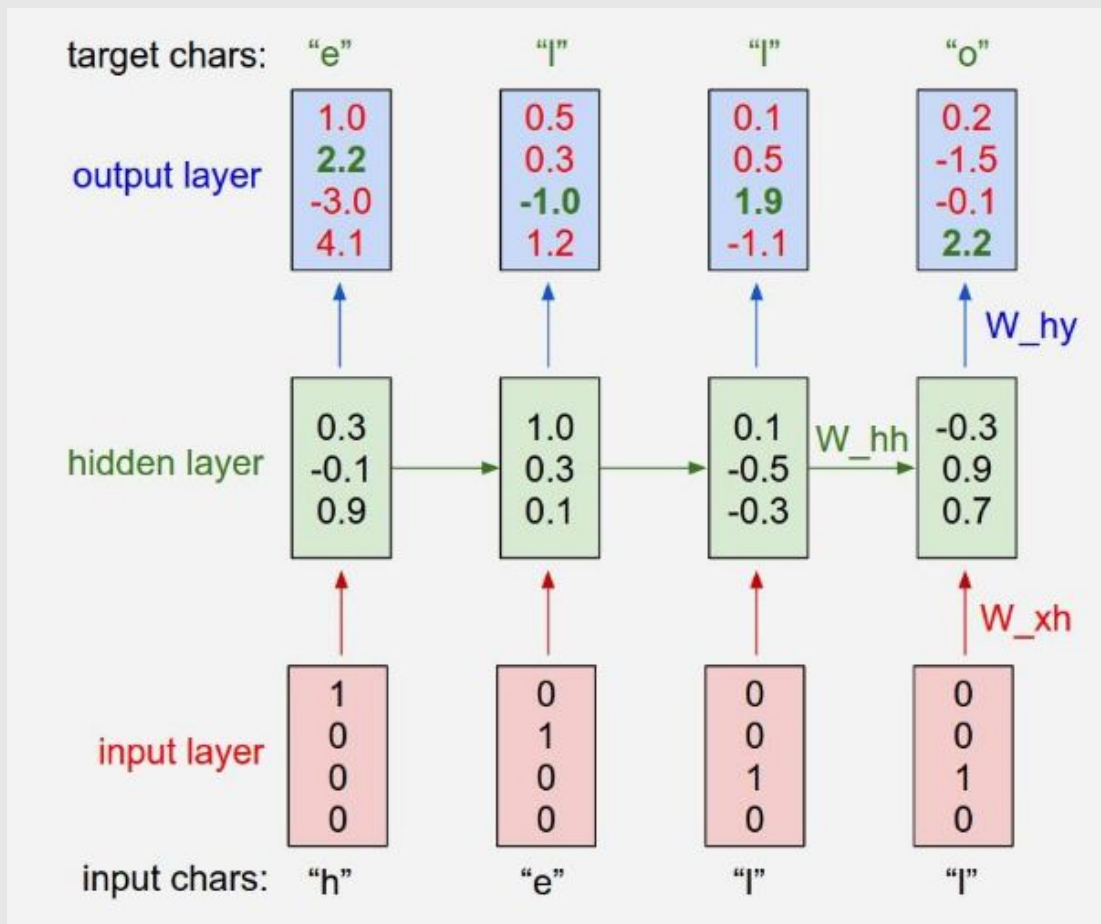 target chars: “e” “l” “l” “o”
1.0 0.5 0.1 0.2
2.2 0.3 0.5 -1.5
output layer
-3.0 -1.0 1.9 -0.1
4.1 1.2 -1.1 2.2
W_hy
0.3 1.0 0.1 -0.3
W_hh
hidden layer -0.1 0.3 -0.5 0.9
0.9 0.1 -0.3 0.7
W_xh
1 0 0 0
0 1 0 0
input layer
0 0 1 1
0 0 0 0
input chars: “h” “e” “l” “l”